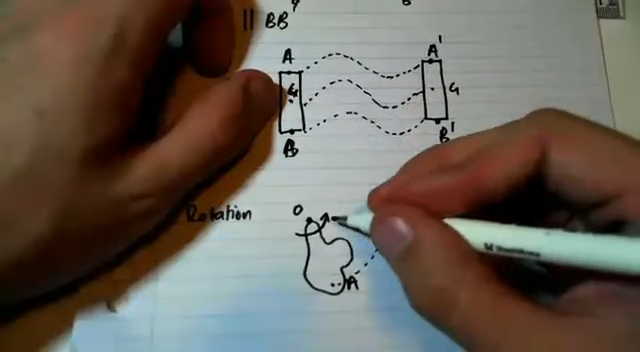 || BB'
A A'
G G
B B'
Rotation O
A